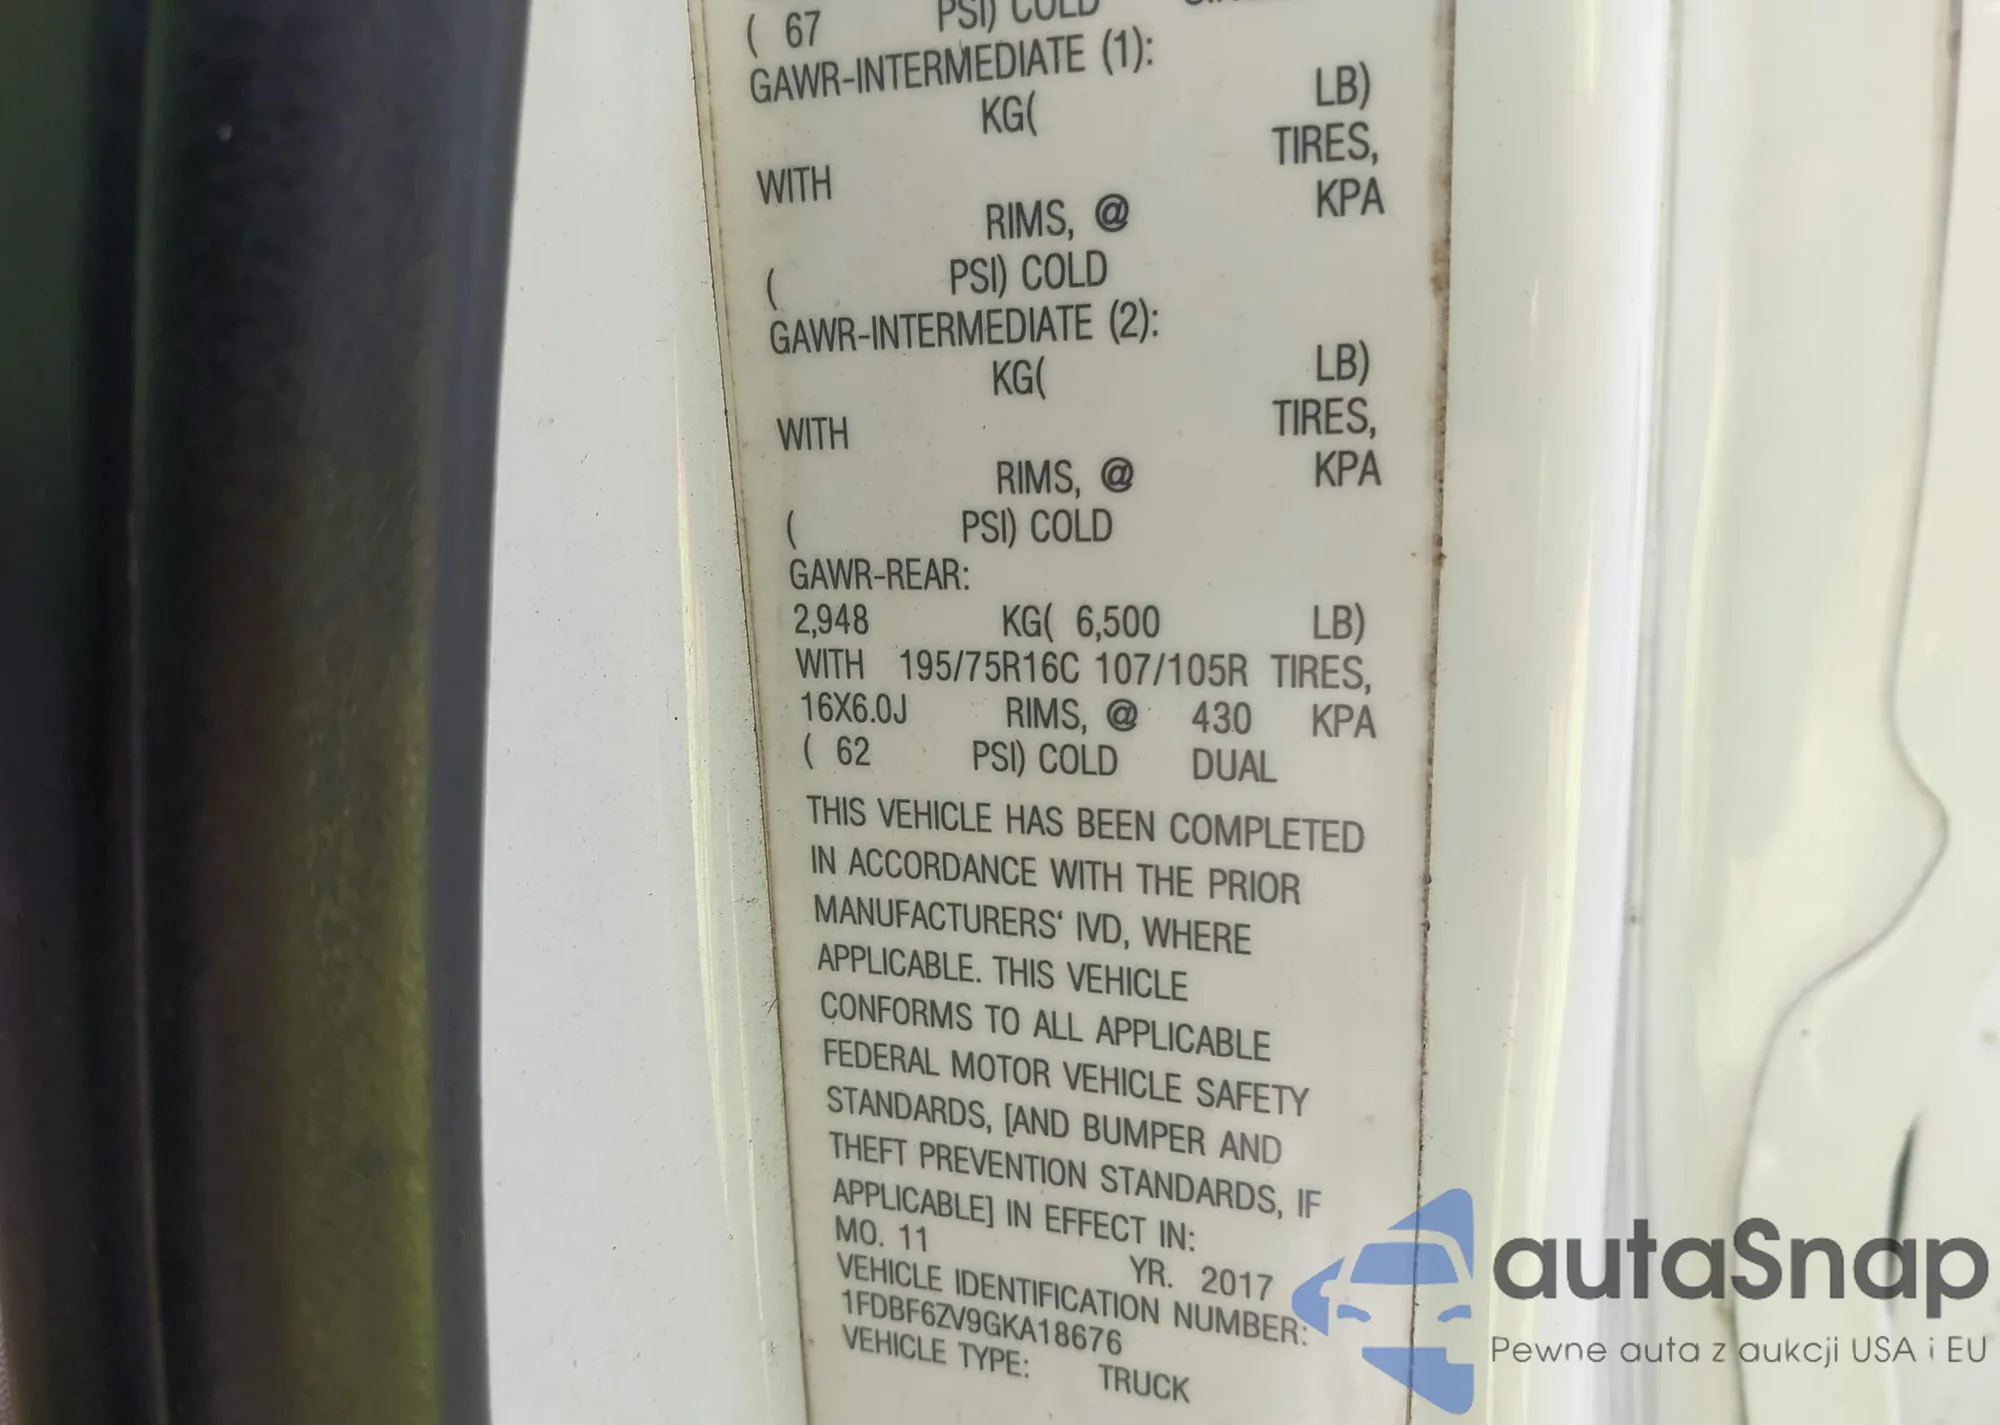 ( 67 PSI) COLD
GAWR-INTERMEDIATE (1):
KG( LB)
WITH TIRES,
RIMS, @ KPA
( PSI) COLD
GAWR-INTERMEDIATE (2):
KG( LB)
WITH TIRES,
RIMS, @ KPA
( PSI) COLD
GAWR-REAR:
2,948 KG( 6,500 LB)
WITH 195/75R16C 107/105R TIRES,
16X6.0J RIMS, @ 430 KPA
( 62 PSI) COLD DUAL
THIS VEHICLE HAS BEEN COMPLETED
IN ACCORDANCE WITH THE PRIOR
MANUFACTURERS' IVD, WHERE
APPLICABLE. THIS VEHICLE
CONFORMS TO ALL APPLICABLE
FEDERAL MOTOR VEHICLE SAFETY
STANDARDS, [AND BUMPER AND
THEFT PREVENTION STANDARDS, IF
APPLICABLE] IN EFFECT IN:
MO. 11 YR. 2017
VEHICLE IDENTIFICATION NUMBER:
1FDBF6ZV9GKA18676
VEHICLE TYPE: TRUCK
autaSnap
Pewne auta z aukcji USA i EU